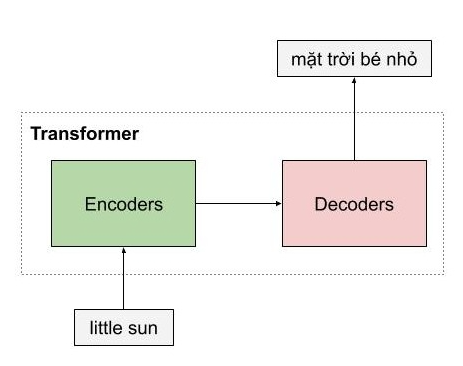 mặt trời bé nhỏ
Transformer
Encoders
Decoders
little sun